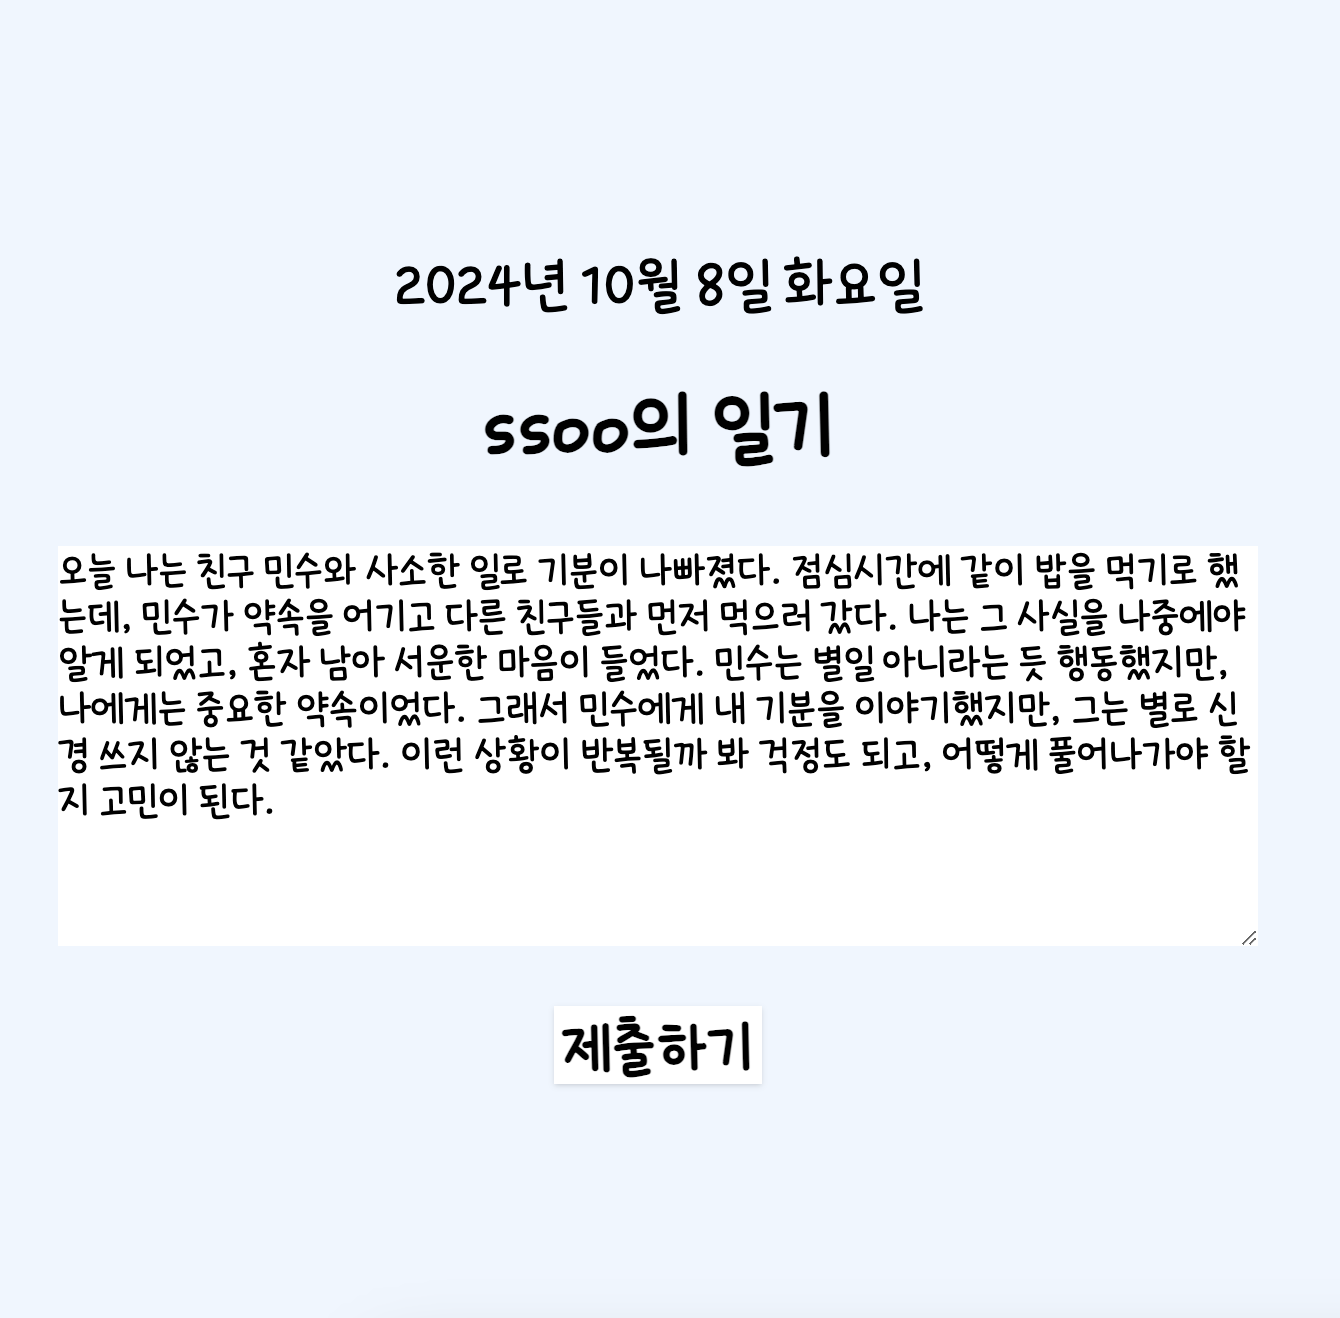 2024년 10월 8일 화요일
ssoo의 일기
오늘 나는 친구 민수와 사소한 일로 기분이 나빠졌다. 점심시간에 같이 밥을 먹기로 했
는데, 민수가 약속을 어기고 다른 친구들과 먼저 먹으러 갔다. 나는 그 사실을 나중에야
알게 되었고, 혼자 남아 서운한 마음이 들었다. 민수는 별일 아니라는 듯 행동했지만,
나에게는 중요한 약속이었다. 그래서 민수에게 내 기분을 이야기했지만, 그는 별로 신
경 쓰지 않는 것 같았다. 이런 상황이 반복될까 봐 걱정도 되고, 어떻게 풀어나가야 할
지 고민이 된다.
제출하기